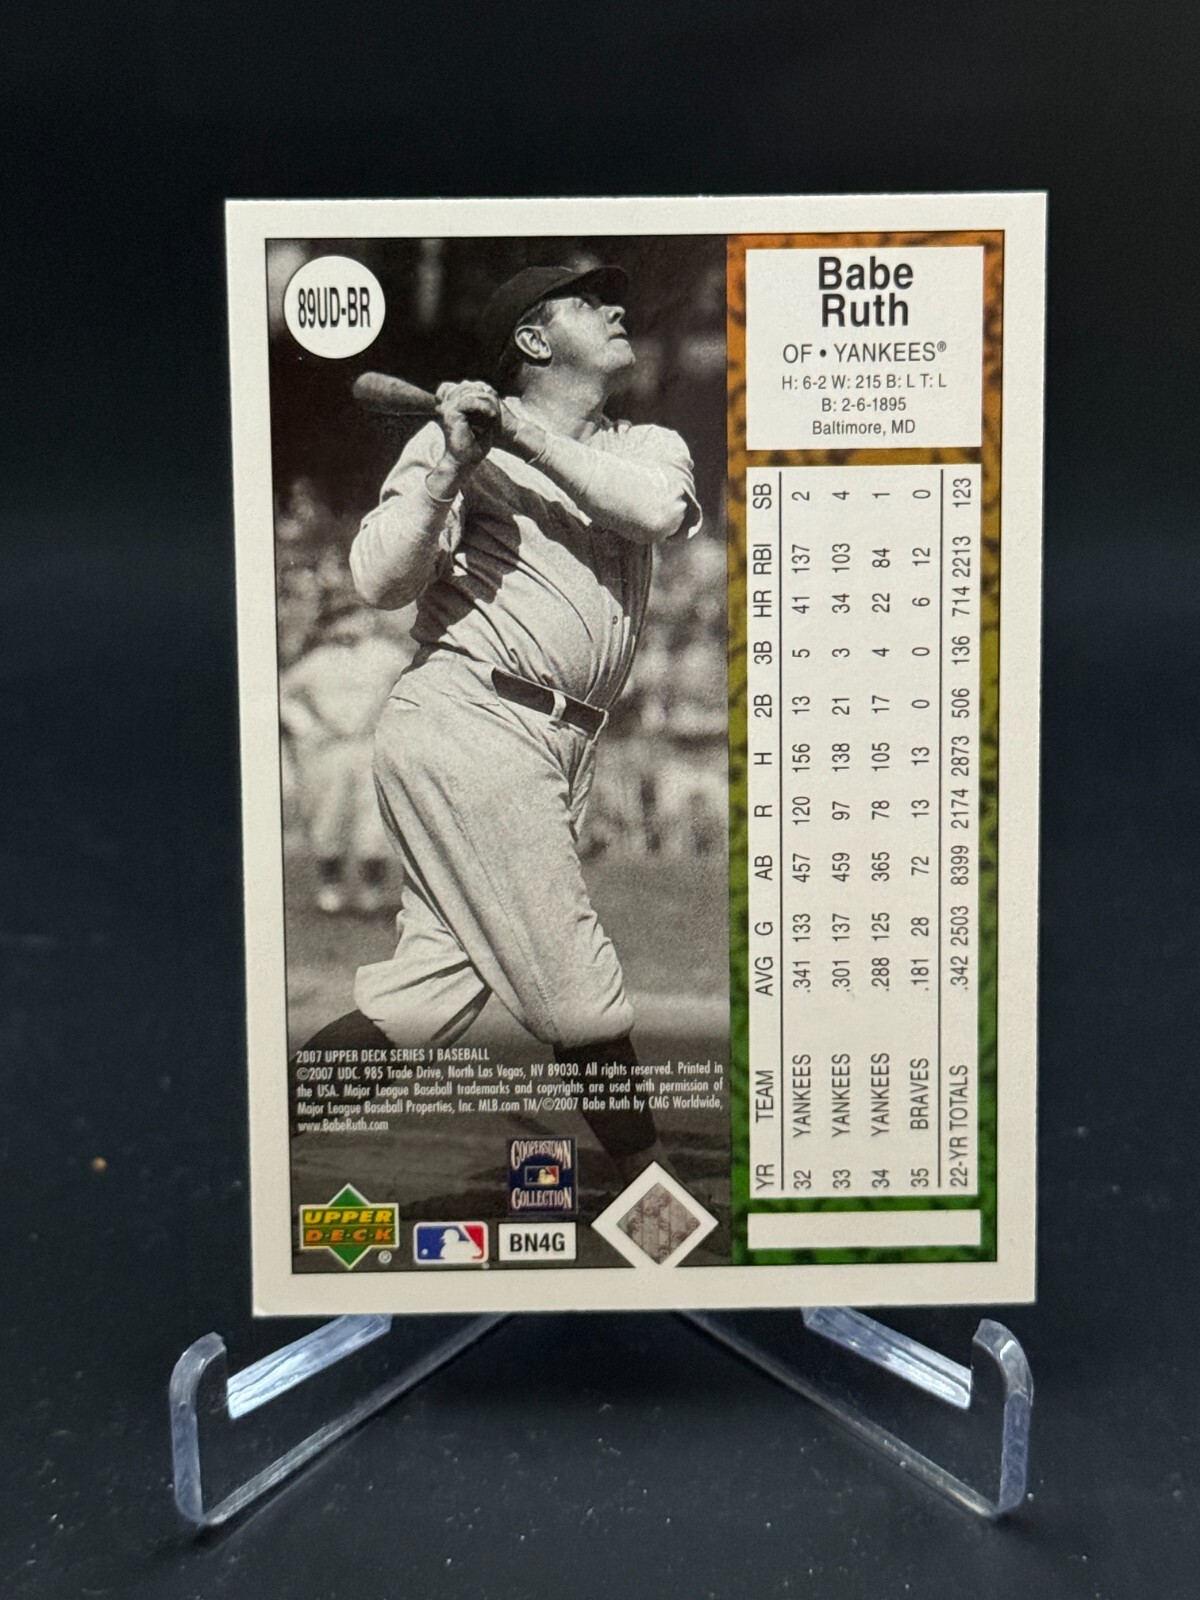 89UD-BR
Babe
Ruth
OF • YANKEES®
H: 6-2 W: 215 B: L T: L
B: 2-6-1895
Baltimore, MD
YR TEAM AVG G AB R H 2B 3B HR RBI SB
32 YANKEES .341 133 457 120 156 13 5 41 137 2
33 YANKEES .301 137 459 97 138 21 3 34 103 4
34 YANKEES .288 125 365 78 105 17 4 22 84 1
35 BRAVES .181 28 72 13 13 0 0 6 12 0
22-YR TOTALS .342 2503 8399 2174 2873 506 136 714 2213 123
2007 UPPER DECK SERIES 1 BASEBALL
©2007 UDC. 985 Trade Drive, North Las Vegas, NV 89030. All rights reserved. Printed in
the USA. Major League Baseball trademarks and copyrights are used with permission of
Major League Baseball Properties, Inc. MLB.com TM/©2007 Babe Ruth by CMG Worldwide,
www.BabeRuth.com
COOPERSTOWN
COLLECTION
UPPER
D·E·C·K
®
BN4G